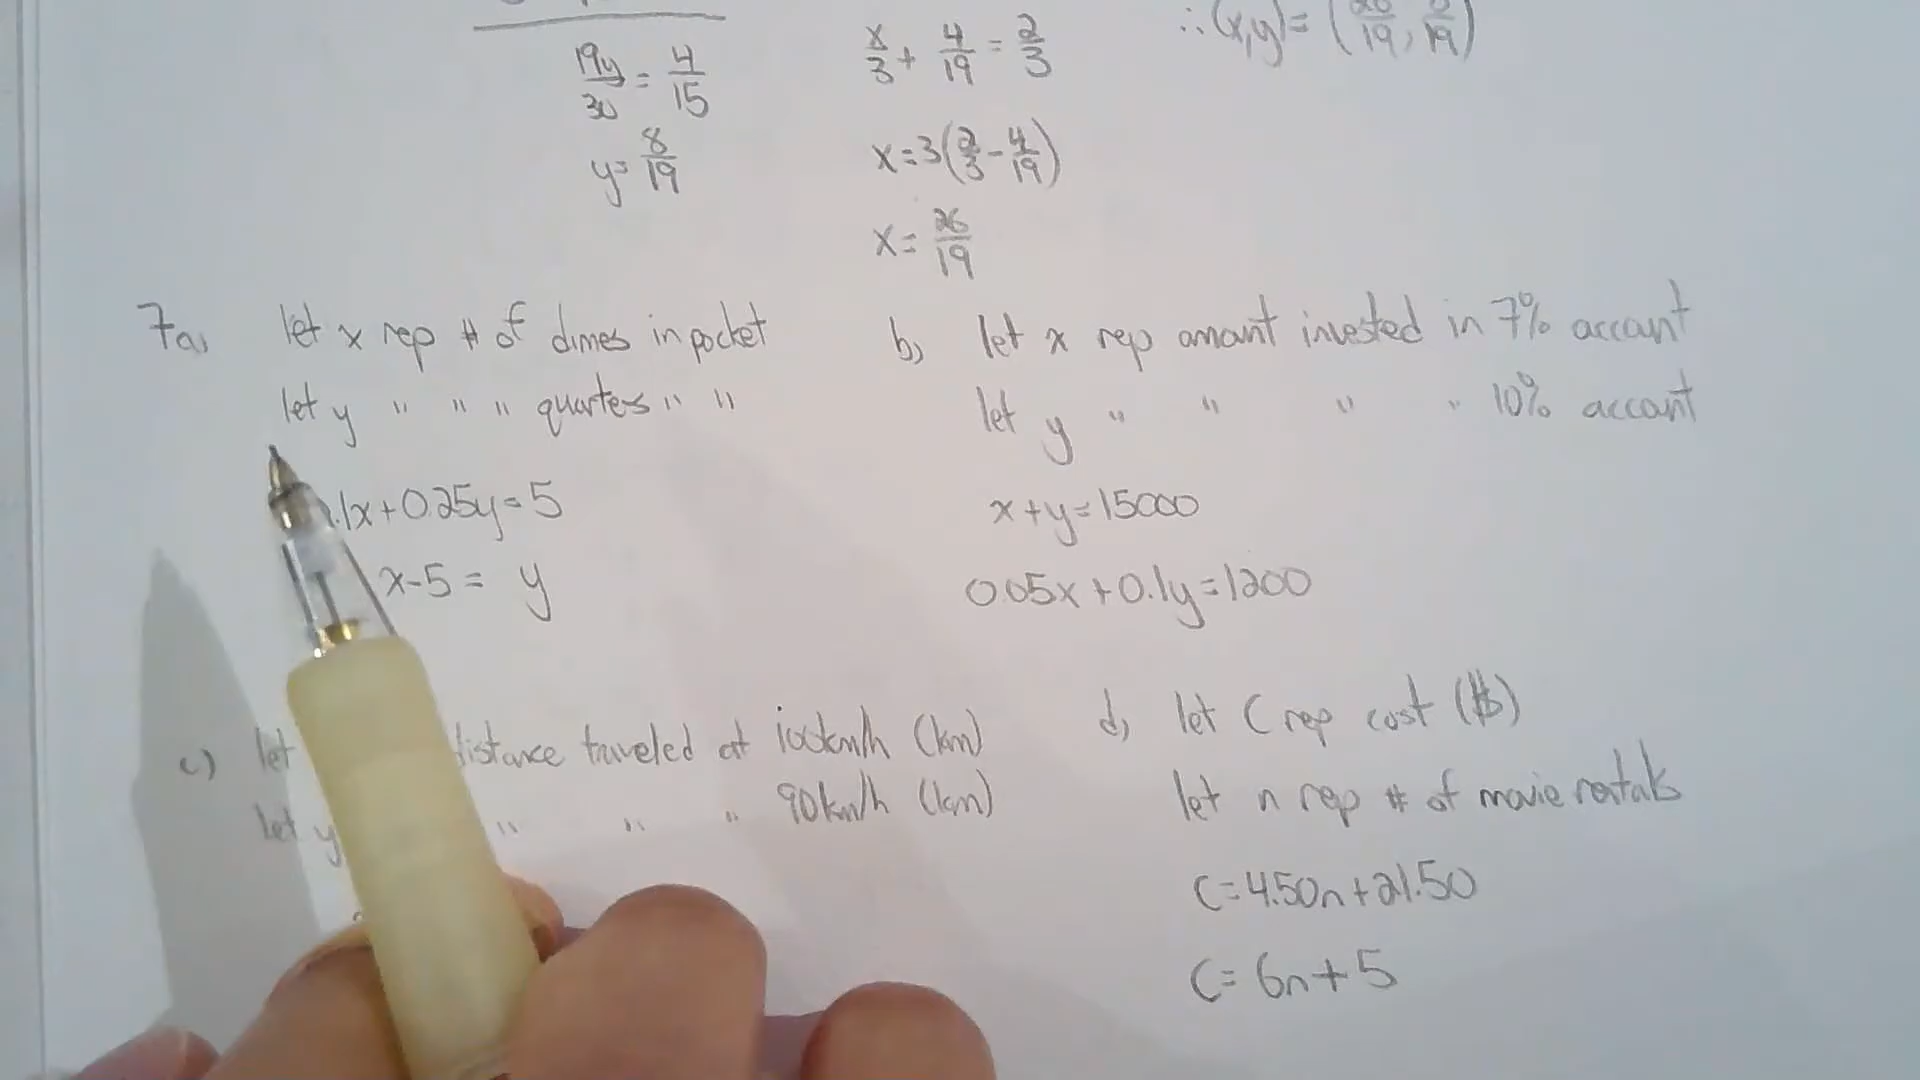 19y/30 = 4/15
y= 8/19
x/3 + 4/19 = 2/3
x=3(2/3 - 4/19)
x= 26/19
∴ (x,y)= (26/19, 8/19)
7a, let x rep # of dimes in pocket
let y " " " quarters " "
.1x+0.25y=5
x-5= y
b, let x rep amount invested in 7% account
let y " " " " 10% account
x+y=15000
0.05x+0.1y=1200
c) let distance traveled at 100km/h (km)
let y " " " 90km/h (km)
d, let C rep cost ($)
let n rep # of movie rentals
C=4.50n+21.50
C= 6n+5